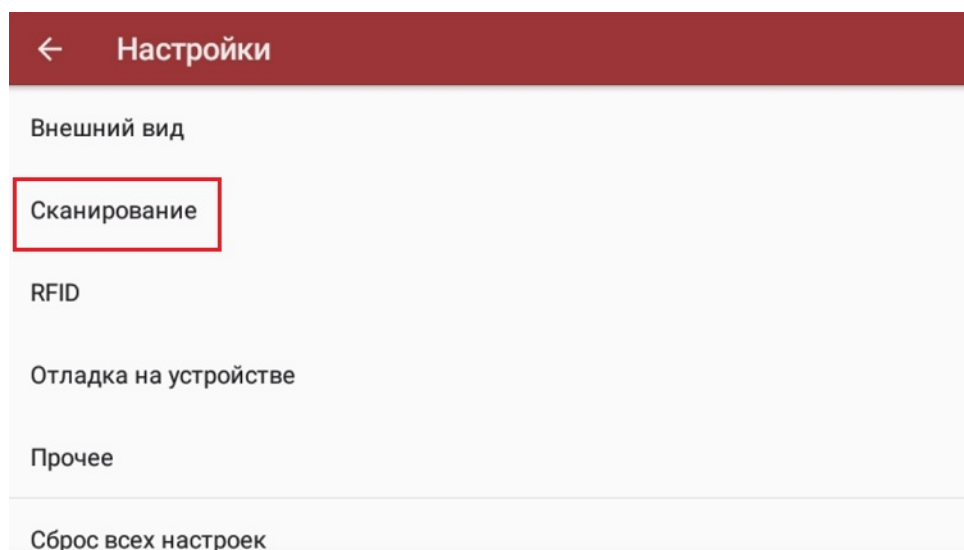 Настройки
Внешний вид
Сканирование
RFID
Отладка на устройстве
Прочее
Сброс всех настроек